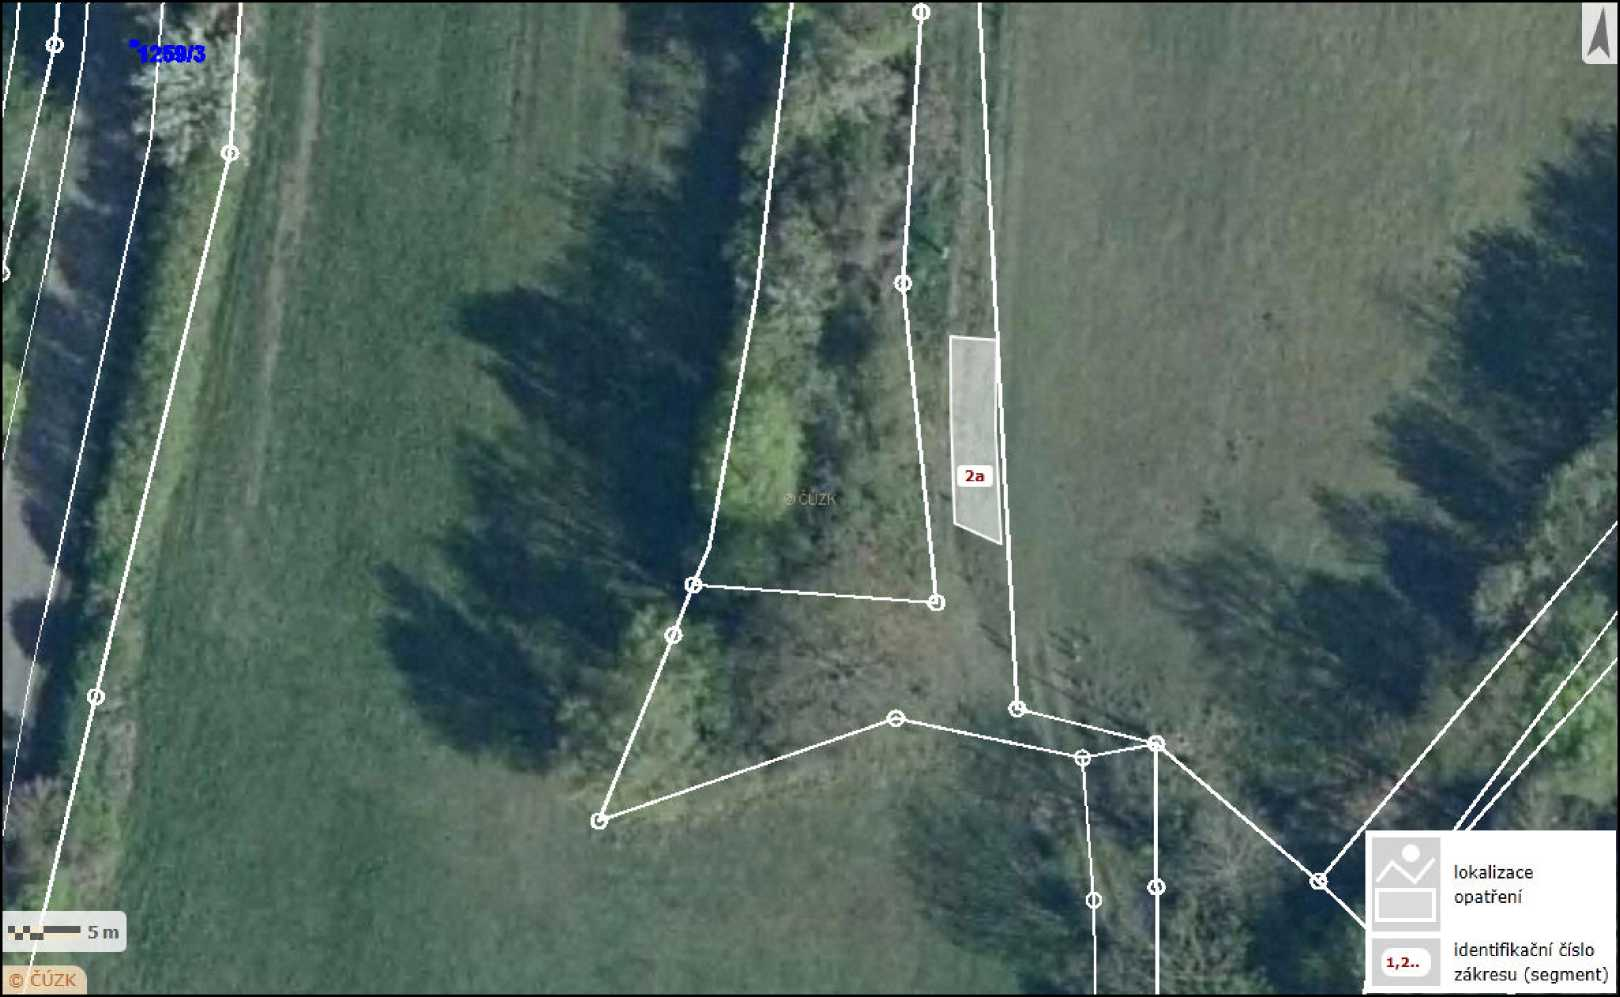 1259/3
2a
© ČÚZK
lokalizace
opatření
5 m
identifikační číslo
1,2..
zákresu (segment)
© ČÚZK